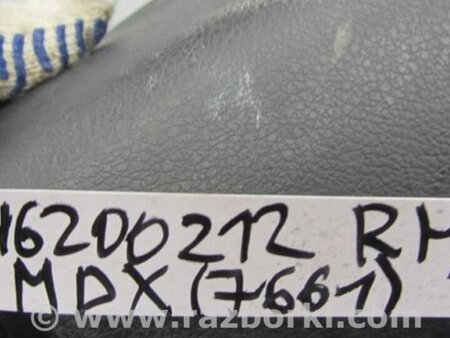 16200212 RH
MDX (7661)
© www.razborki.com